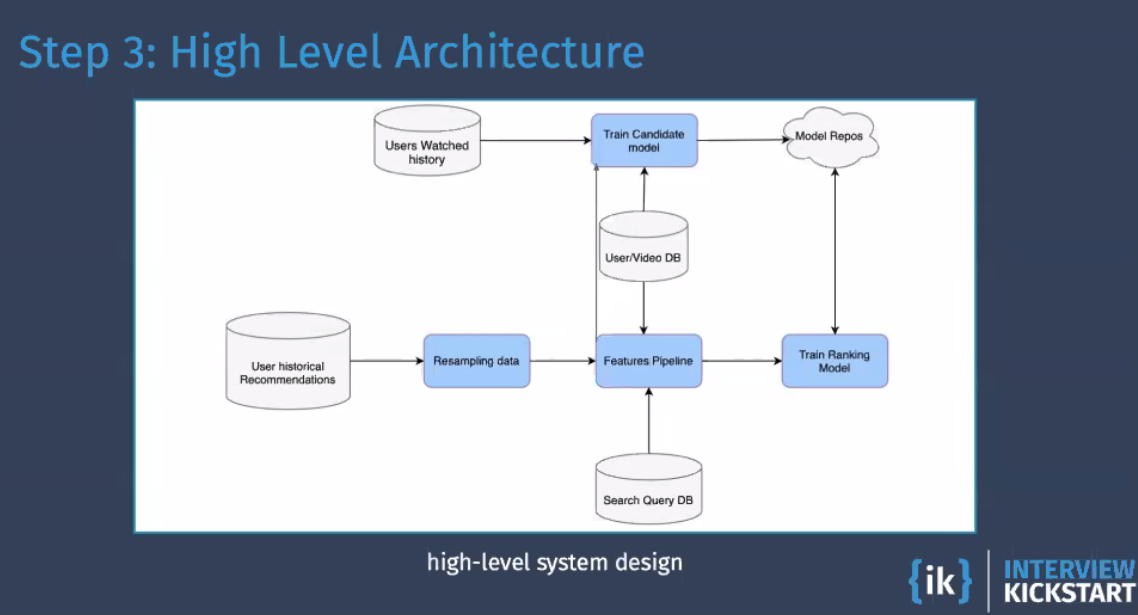 Step 3: High Level Architecture
Users Watched
history
Train Candidate
model
Model Repos
User/Video DB
User historical
Recommendations
Resampling data
Features Pipeline
Train Ranking
Model
Search Query DB
high-level system design
{ik}
INTERVIEW
KICKSTART